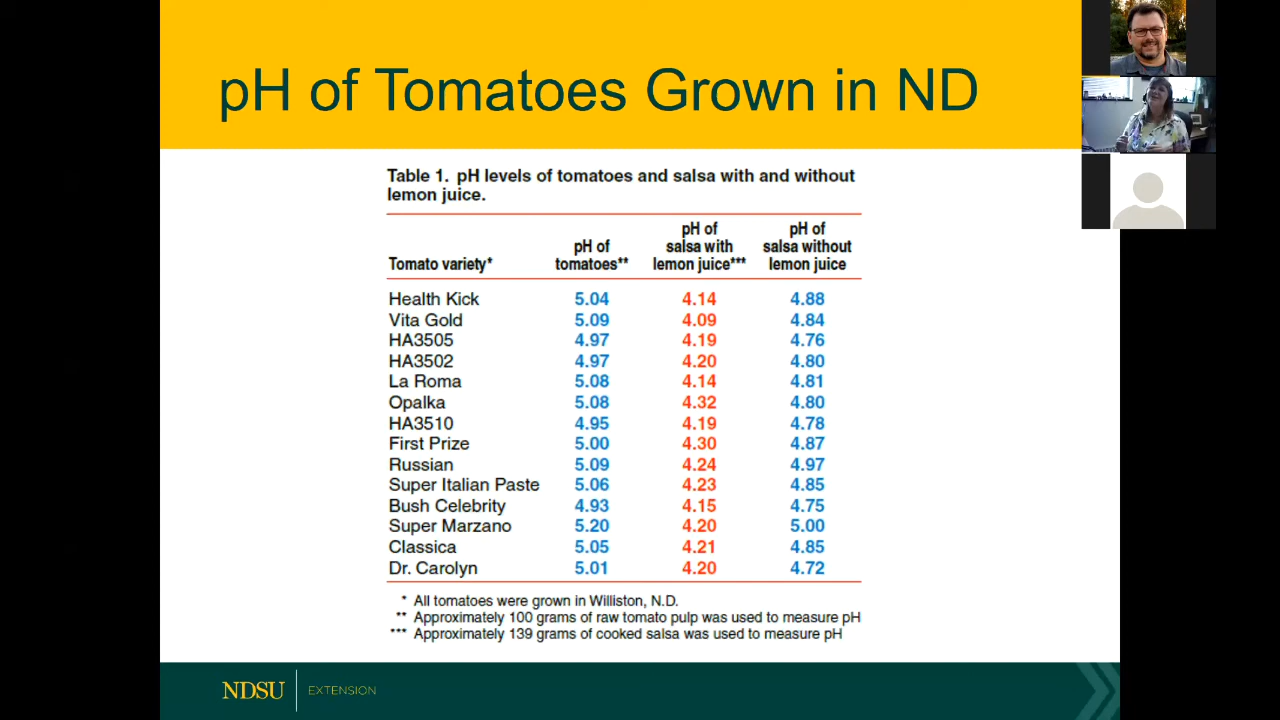 pH of Tomatoes Grown in ND
Table 1. pH levels of tomatoes and salsa with and without
lemon juice.
Tomato variety* pH of tomatoes** pH of salsa with lemon juice*** pH of salsa without lemon juice
Health Kick 5.04 4.14 4.88
Vita Gold 5.09 4.09 4.84
HA3505 4.97 4.19 4.76
HA3502 4.97 4.20 4.80
La Roma 5.08 4.14 4.81
Opalka 5.08 4.32 4.80
HA3510 4.95 4.19 4.78
First Prize 5.00 4.30 4.87
Russian 5.09 4.24 4.97
Super Italian Paste 5.06 4.23 4.85
Bush Celebrity 4.93 4.15 4.75
Super Marzano 5.20 4.20 5.00
Classica 5.05 4.21 4.85
Dr. Carolyn 5.01 4.20 4.72
* All tomatoes were grown in Williston, N.D.
** Approximately 100 grams of raw tomato pulp was used to measure pH
*** Approximately 139 grams of cooked salsa was used to measure pH
NDSU EXTENSION